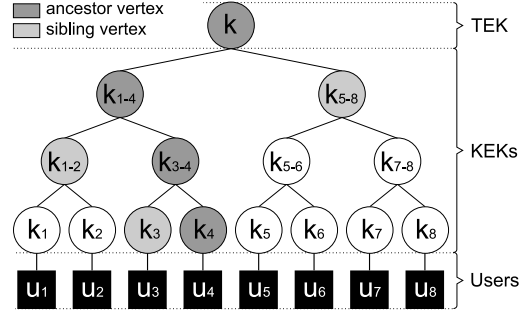 ancestor vertex
sibling vertex
k
TEK
k1-4 k5-8
k1-2 k3-4 k5-6 k7-8
KEKs
k1 k2 k3 k4 k5 k6 k7 k8
u1 u2 u3 u4 u5 u6 u7 u8
Users